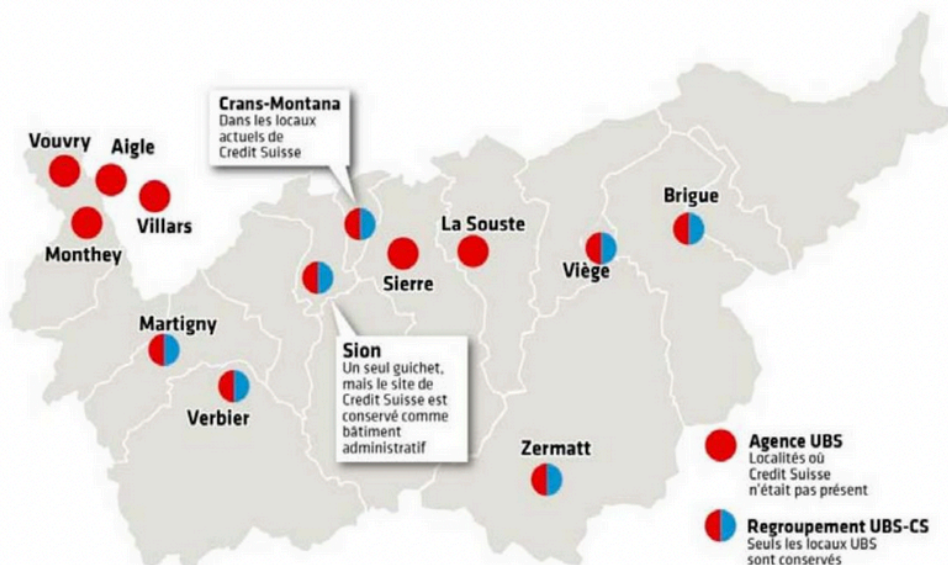 Crans-Montana
Dans les locaux
actuels de
Credit Suisse
Vouvry
Aigle
Villars
Monthey
La Souste
Sierre
Brigue
Viège
Martigny
Verbier
Sion
Un seul guichet,
mais le site de
Credit Suisse est
conservé comme
bâtiment
administratif
Zermatt
Agence UBS
Localités où
Credit Suisse
n'était pas présent
Regroupement UBS-CS
Seuls les locaux UBS
sont conservés